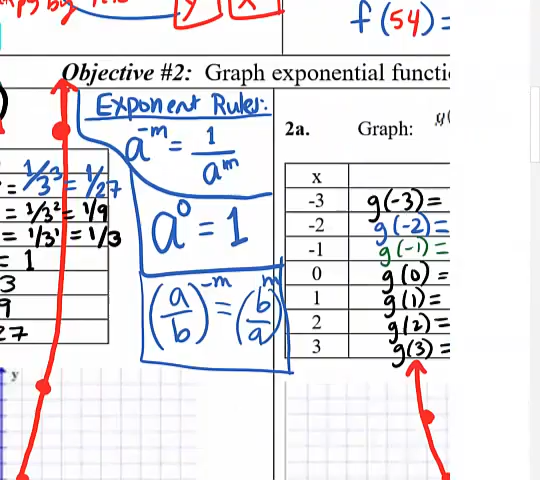 y x
f(54)=
Objective #2: Graph exponential functi
Exponent Rules:
a^-m = 1/a^m
a^0 = 1
(a/b)^-m = (b/a)^m
= 1/3^3 = 1/27
= 1/3^2 = 1/9
= 1/3^1 = 1/3
= 1
3
9
27
y
2a. Graph: g(
x
-3 g(-3)=
-2 g(-2)=
-1 g(-1)=
0 g(0)=
1 g(1)=
2 g(2)=
3 g(3)=